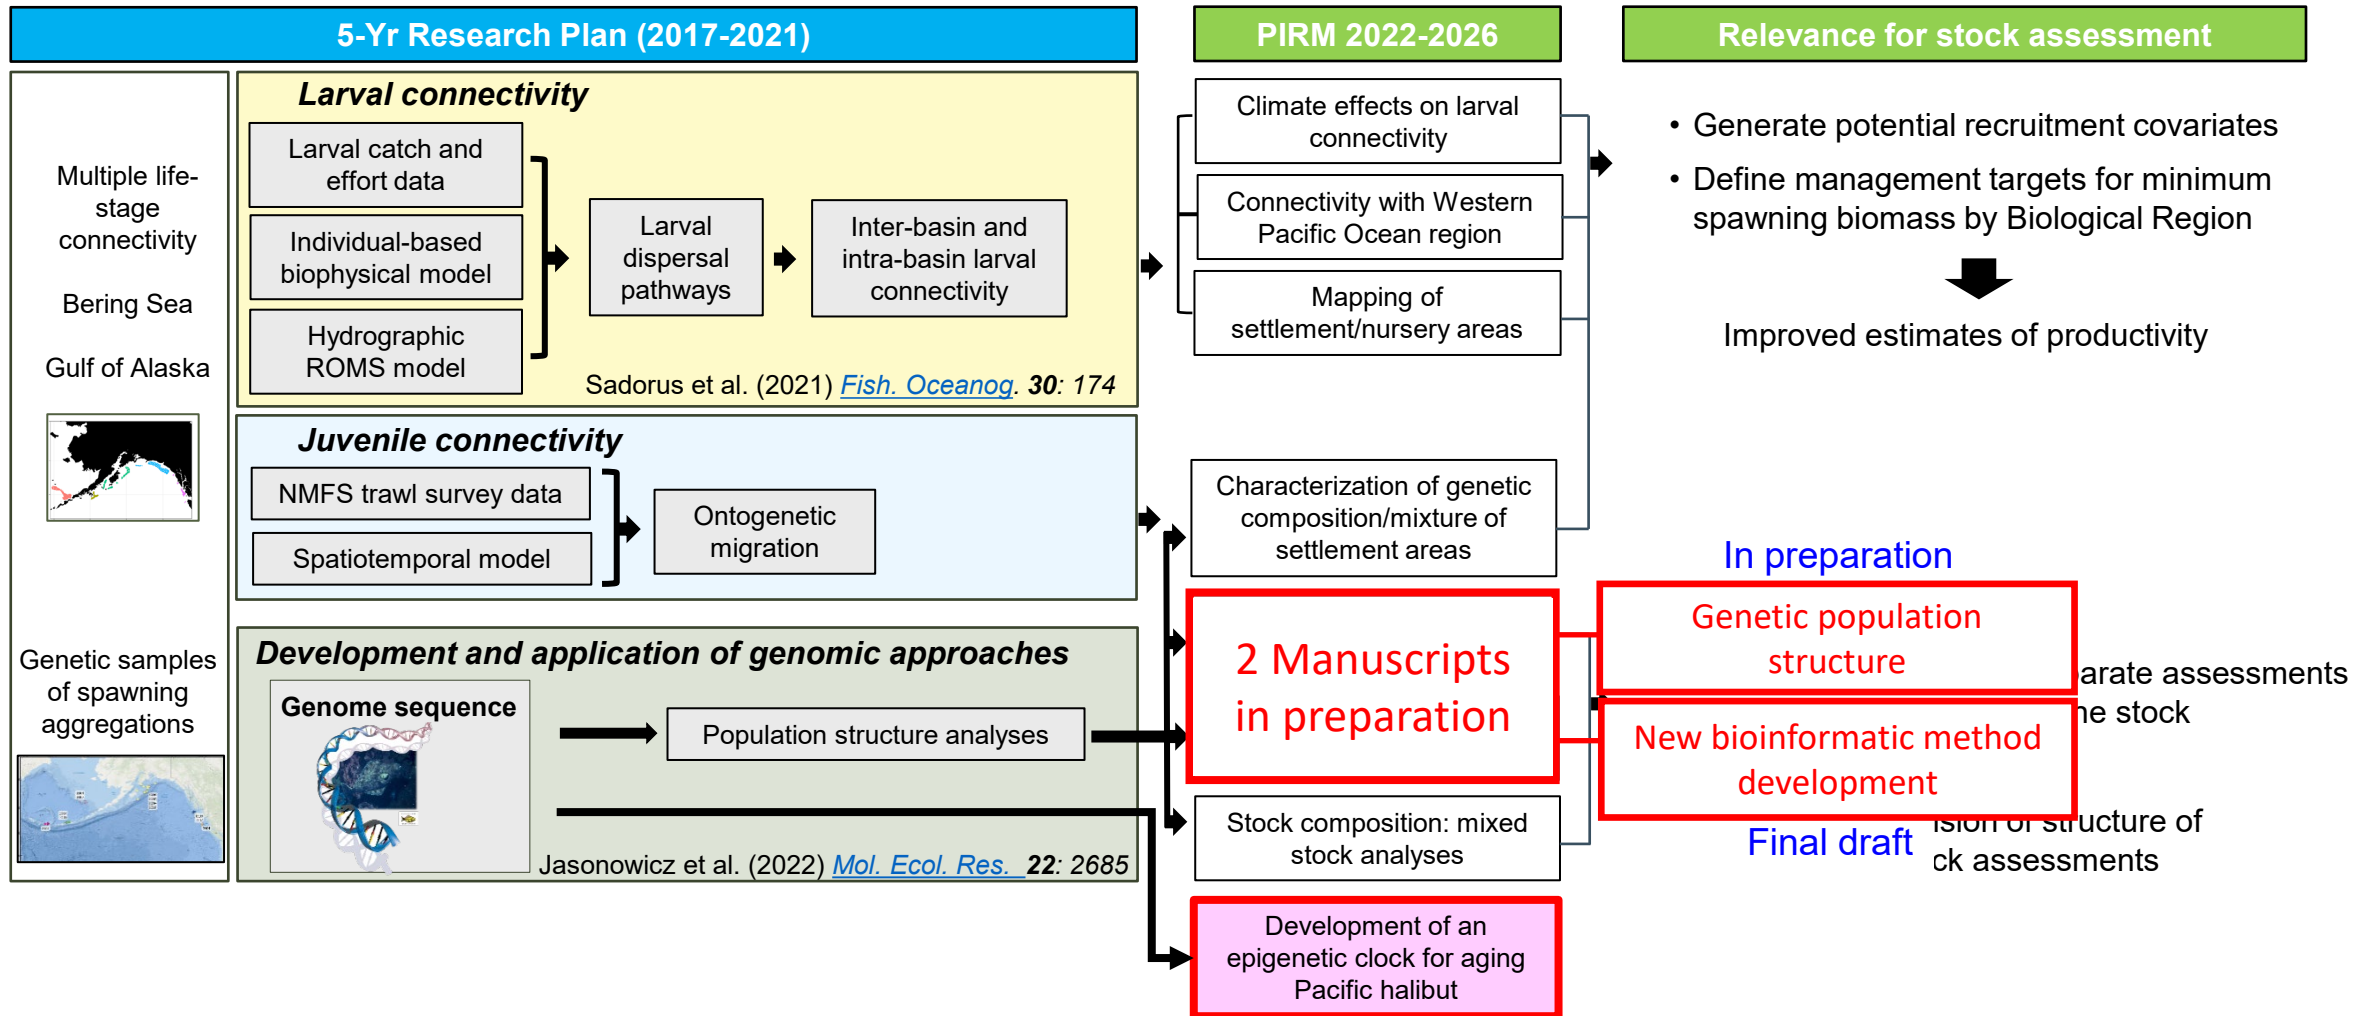 5-Yr Research Plan (2017-2021)
PIRM 2022-2026
Relevance for stock assessment
Multiple life-
stage
connectivity
Bering Sea
Gulf of Alaska
Genetic samples
of spawning
aggregations
Larval connectivity
Larval catch and
effort data
Individual-based
biophysical model
Hydrographic
ROMS model
Larval
dispersal
pathways
Inter-basin and
intra-basin larval
connectivity
Sadorus et al. (2021) Fish. Oceanog. 30: 174
Juvenile connectivity
NMFS trawl survey data
Spatiotemporal model
Ontogenetic
migration
Development and application of genomic approaches
Genome sequence
Population structure analyses
Jasonowicz et al. (2022) Mol. Ecol. Res. 22: 2685
Climate effects on larval
connectivity
Connectivity with Western
Pacific Ocean region
Mapping of
settlement/nursery areas
Characterization of genetic
composition/mixture of
settlement areas
2 Manuscripts
in preparation
Stock composition: mixed
stock analyses
Development of an
epigenetic clock for aging
Pacific halibut
• Generate potential recruitment covariates
• Define management targets for minimum
spawning biomass by Biological Region
Improved estimates of productivity
In preparation
Genetic population
structure
arate assessments
ne stock
New bioinformatic method
development
Final draft
structure of
ck assessments